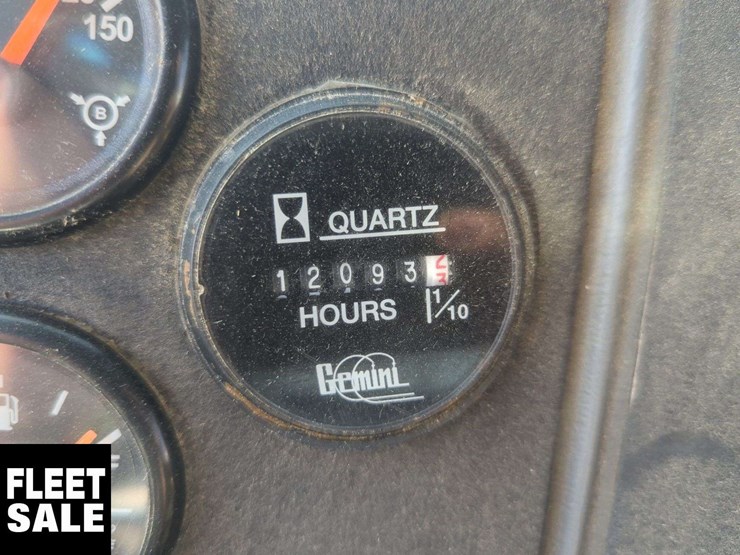 150
B
QUARTZ
12093
HOURS 1/10
Gemini
FLEET
SALE